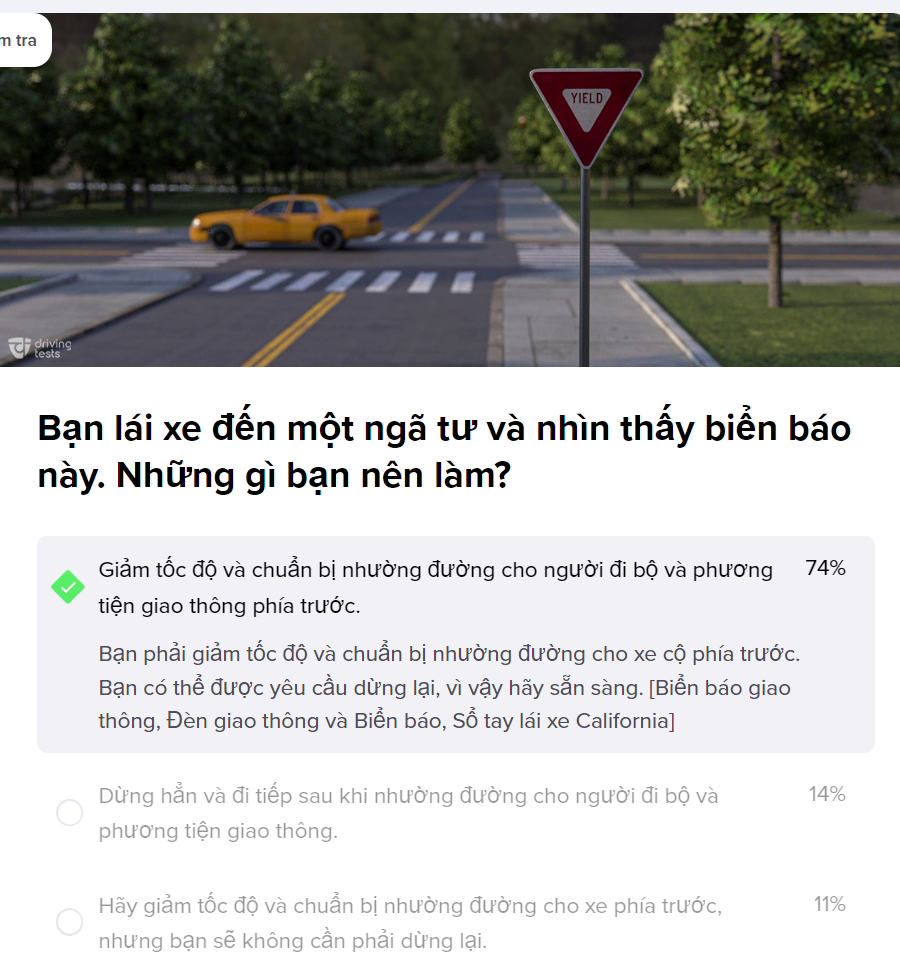 m tra
YIELD
driving
tests
Bạn lái xe đến một ngã tư và nhìn thấy biển báo
này. Những gì bạn nên làm?
Giảm tốc độ và chuẩn bị nhường đường cho người đi bộ và phương
74%
tiện giao thông phía trước.
Bạn phải giảm tốc độ và chuẩn bị nhường đường cho xe cộ phía trước.
Bạn có thể được yêu cầu dừng lại, vì vậy hãy sẵn sàng. [Biển báo giao
thông, Đèn giao thông và Biển báo, Sổ tay lái xe California]
Dừng hẳn và đi tiếp sau khi nhường đường cho người đi bộ và
14%
phương tiện giao thông.
Hãy giảm tốc độ và chuẩn bị nhường đường cho xe phía trước,
11%
nhưng bạn sẽ không cần phải dừng lại.